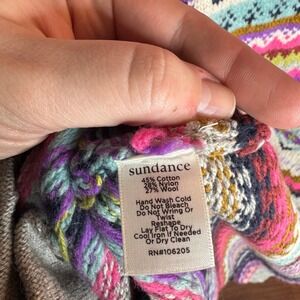 sundance
45% Cotton
28% Nylon
27% Wool
Hand Wash Cold
Do Not Bleach
Do Not Wring Or
Twist
Reshape
Lay Flat To Dry
Cool Iron if Needed
Or Dry Clean
RN#106205